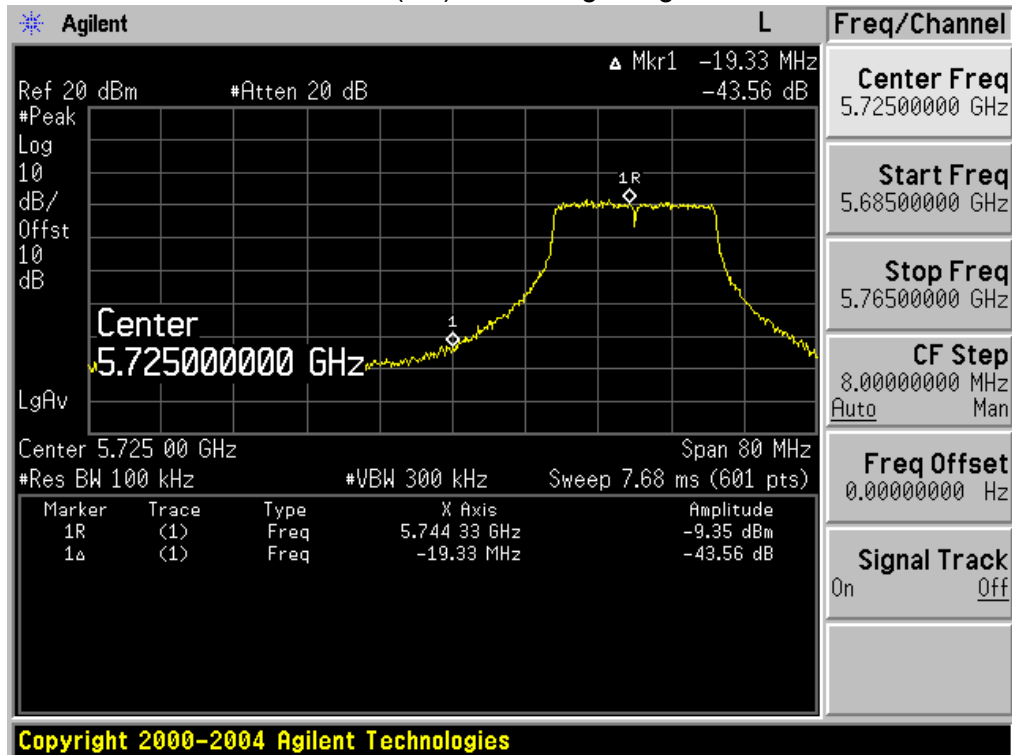 Agilent L Freq/Channel
Δ Mkr1 -19.33 MHz
Ref 20 dBm #Atten 20 dB -43.56 dB
#Peak
Log
10
dB/
Offst
10
dB
LgAv
1R
1
Center
5.725000000 GHz
Center 5.725 00 GHz Span 80 MHz
#Res BW 100 kHz #VBW 300 kHz Sweep 7.68 ms (601 pts)
Marker Trace Type X Axis Amplitude
1R (1) Freq 5.744 33 GHz -9.35 dBm
1Δ (1) Freq -19.33 MHz -43.56 dB
Center Freq
5.72500000 GHz
Start Freq
5.68500000 GHz
Stop Freq
5.76500000 GHz
CF Step
8.00000000 MHz
Auto Man
Freq Offset
0.00000000 Hz
Signal Track
On Off
Copyright 2000-2004 Agilent Technologies